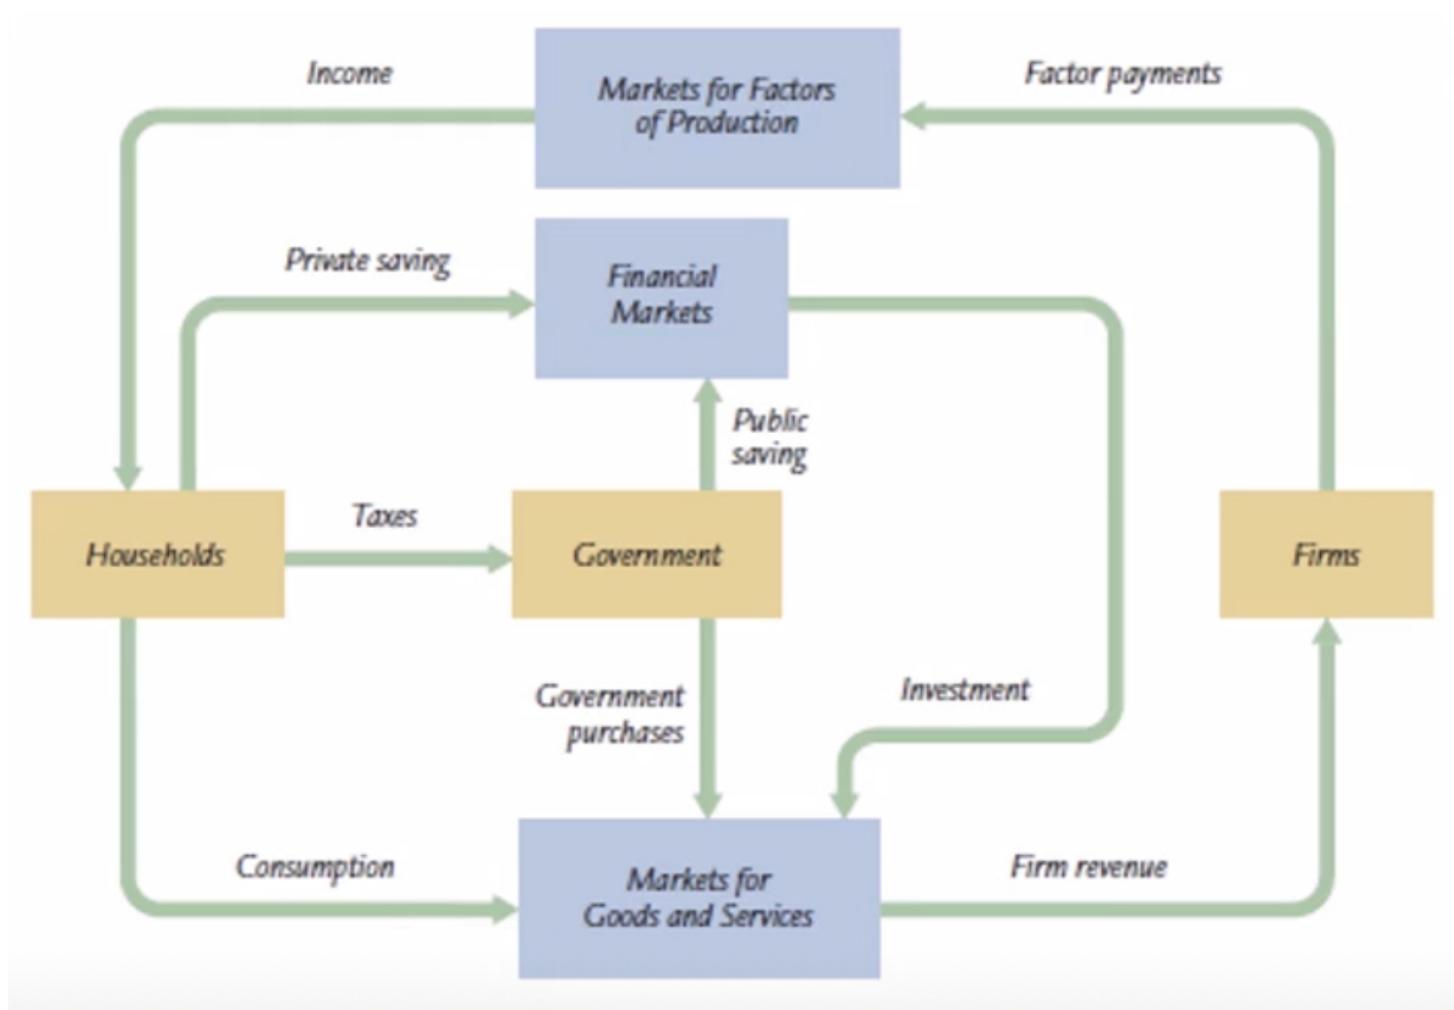 Income
Markets for Factors
of Production
Factor payments
Private saving
Financial
Markets
Public
saving
Households
Taxes
Government
Firms
Government
purchases
Investment
Consumption
Markets for
Goods and Services
Firm revenue